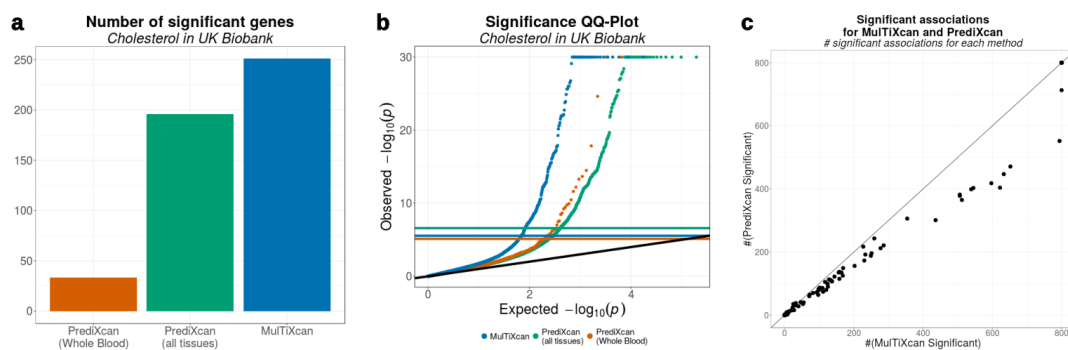 a
Number of significant genes
Cholesterol in UK Biobank
250
200
150
100
50
0
PrediXcan
(Whole Blood)
PrediXcan
(all tissues)
MulTiXcan
b
Significance QQ-Plot
Cholesterol in UK Biobank
Observed −log10(p)
30
20
10
0
0
2
4
Expected −log10(p)
MulTiXcan
PrediXcan
(all tissues)
PrediXcan
(Whole Blood)
c
Significant associations
for MulTiXcan and PrediXcan
# significant associations for each method
#(PrediXcan Significant)
800
600
400
200
0
0
200
400
600
800
#(MulTiXcan Significant)